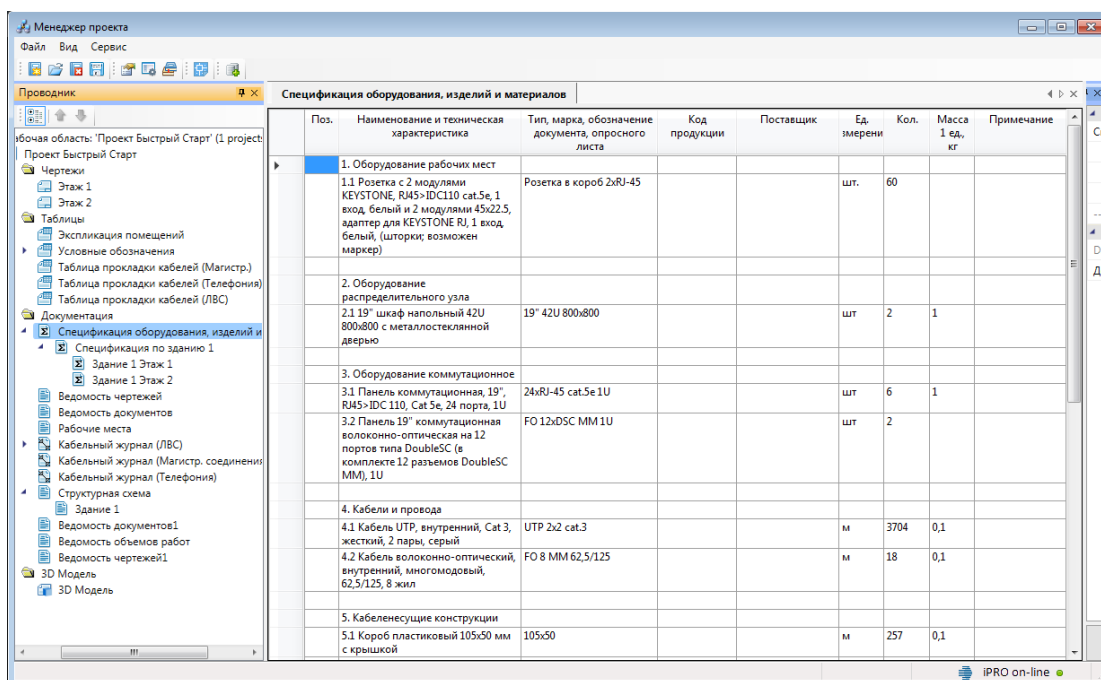 Менеджер проекта
Файл Вид Сервис
Проводник
абочая область: 'Проект Быстрый Старт' (1 project:
Проект Быстрый Старт
Чертежи
Этаж 1
Этаж 2
Таблицы
Экспликация помещений
Условные обозначения
Таблица прокладки кабелей (Магистр.)
Таблица прокладки кабелей (Телефония)
Таблица прокладки кабелей (ЛВС)
Документация
Спецификация оборудования, изделий и
Спецификация по зданию 1
Здание 1 Этаж 1
Здание 1 Этаж 2
Ведомость чертежей
Ведомость документов
Рабочие места
Кабельный журнал (ЛВС)
Кабельный журнал (Магистр. соединения
Кабельный журнал (Телефония)
Структурная схема
Здание 1
Ведомость документов1
Ведомость объемов работ
Ведомость чертежей1
3D Модель
3D Модель
Спецификация оборудования, изделий и материалов
Поз.
Наименование и техническая
характеристика
Тип, марка, обозначение
документа, опросного
листа
Код
продукции
Поставщик
Ед.
змерени
Кол.
Масса
1 ед.,
кг
Примечание
1. Оборудование рабочих мест
1.1 Розетка с 2 модулями Розетка в короб 2xRJ-45 шт. 60
KEYSTONE, RJ45>IDC110 cat.5e, 1
вход, белый и 2 модулями 45x22.5,
адаптер для KEYSTONE RJ, 1 вход,
белый, (шторки; возможен
маркер)
2. Оборудование
распределительного узла
2.1 19" шкаф напольный 42U 19" 42U 800x800 шт 2 1
800x800 с металлостеклянной
дверью
3. Оборудование коммутационное
3.1 Панель коммутационная, 19", 24xRJ-45 cat.5e 1U шт 6 1
RJ45>IDC 110, Cat 5e, 24 порта, 1U
3.2 Панель 19" коммутационная FO 12xDSC MM 1U шт 2
волоконно-оптическая на 12
портов типа DoubleSC (в
комплекте 12 разъемов DoubleSC
MM), 1U
4. Кабели и провода
4.1 Кабель UTP, внутренний, Cat 3, UTP 2x2 cat.3 м 3704 0,1
жесткий, 2 пары, серый
4.2 Кабель волоконно-оптический, FO 8 MM 62,5/125 м 18 0,1
внутренний, многомодовый,
62,5/125, 8 жил
5. Кабеленесущие конструкции
5.1 Короб пластиковый 105x50 мм 105x50 м 257 0,1
с крышкой
iPRO on-line